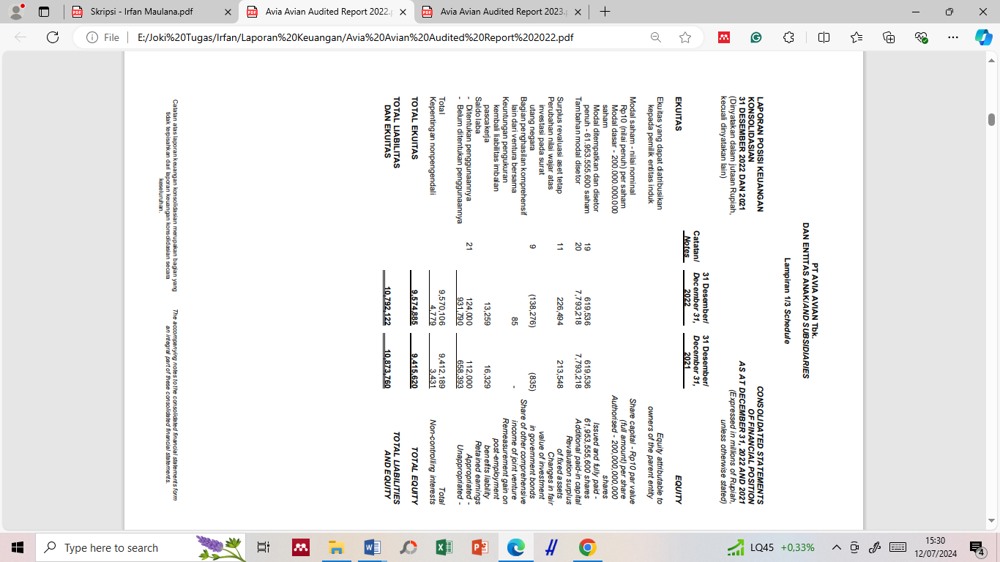 Skripsi - Irfan Maulana.pdf
Avia Avian Audited Report 2022.
Avia Avian Audited Report 2023.
File
E:/Joki%20Tugas/Irfan/Laporan%20Keuangan/Avia%20Avian%20Audited%20Report%202022.pdf
PT AVIA AVIAN Tbk.
DAN ENTITAS ANAK/AND SUBSIDIARIES
Lampiran 1/3 Schedule
LAPORAN POSISI KEUANGAN
KONSOLIDASIAN
31 DESEMBER 2022 DAN 2021
(Dinyatakan dalam jutaan Rupiah,
kecuali dinyatakan lain)
CONSOLIDATED STATEMENTS
OF FINANCIAL POSITION
AS AT DECEMBER 31, 2022 AND 2021
(Expressed in millions of Rupiah,
unless otherwise stated)
31 Desember/ 31 Desember/
Catatan/ December 31, December 31,
Notes 2022 2021
EKUITAS EQUITY
Ekuitas yang dapat diatribusikan Equity attributable to
kepada pemilik entitas induk owners of the parent entity
Modal saham - nilai nominal Share capital - Rp10 par value
Rp10 (nilai penuh) per saham (full amount) per share
Modal dasar - 200.000.000.000 Authorised - 200,000,000,000
saham shares
Modal ditempatkan dan disetor Issued and fully paid -
penuh - 61.953.555.600 saham 19 619,536 619,536 61,953,555,600 shares
Tambahan modal disetor 20 7,793,218 7,793,218 Additional paid-in capital
Revaluation surplus
Surplus revaluasi aset tetap 11 226,494 213,548 of fixed assets
Perubahan nilai wajar atas Changes in fair
investasi pada surat value of investment
utang negara 9 (138,276) (835) in government bonds
Bagian penghasilan komprehensif Share of other comprehensive
lain dari ventura bersama 85 - income of joint venture
Keuntungan pengukuran Remeasurement gain on
kembali liabilitas imbalan post-employment
pascakerja 13,259 16,329 benefits liability
Saldo laba Retained earnings
- Ditentukan penggunaannya 21 124,000 112,000 Appropriated -
- Belum ditentukan penggunaannya 931,790 658,393 Unappropriated -
Total 9,570,106 9,412,189 Total
Kepentingan nonpengendali 4,779 3,431 Non-controlling interests
TOTAL EKUITAS 9,574,885 9,415,620 TOTAL EQUITY
TOTAL LIABILITAS TOTAL LIABILITIES
DAN EKUITAS 10,792,122 10,873,760 AND EQUITY
Catatan atas laporan keuangan konsolidasian merupakan bagian yang
tidak terpisahkan dari laporan keuangan konsolidasian secara
keseluruhan.
The accompanying notes to the consolidated financial statements form
an integral part of these consolidated financial statements.
Type here to search
LQ45 +0,33%
15:30
12/07/2024
4